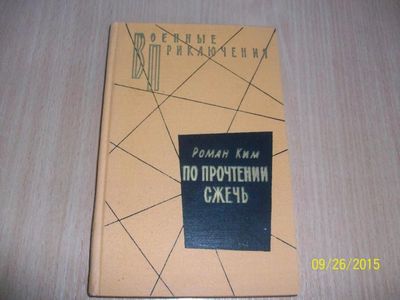 Военные
Приключения
Роман Ким
ПО ПРОЧТЕНИИ
СЖЕЧЬ
09/26/2015